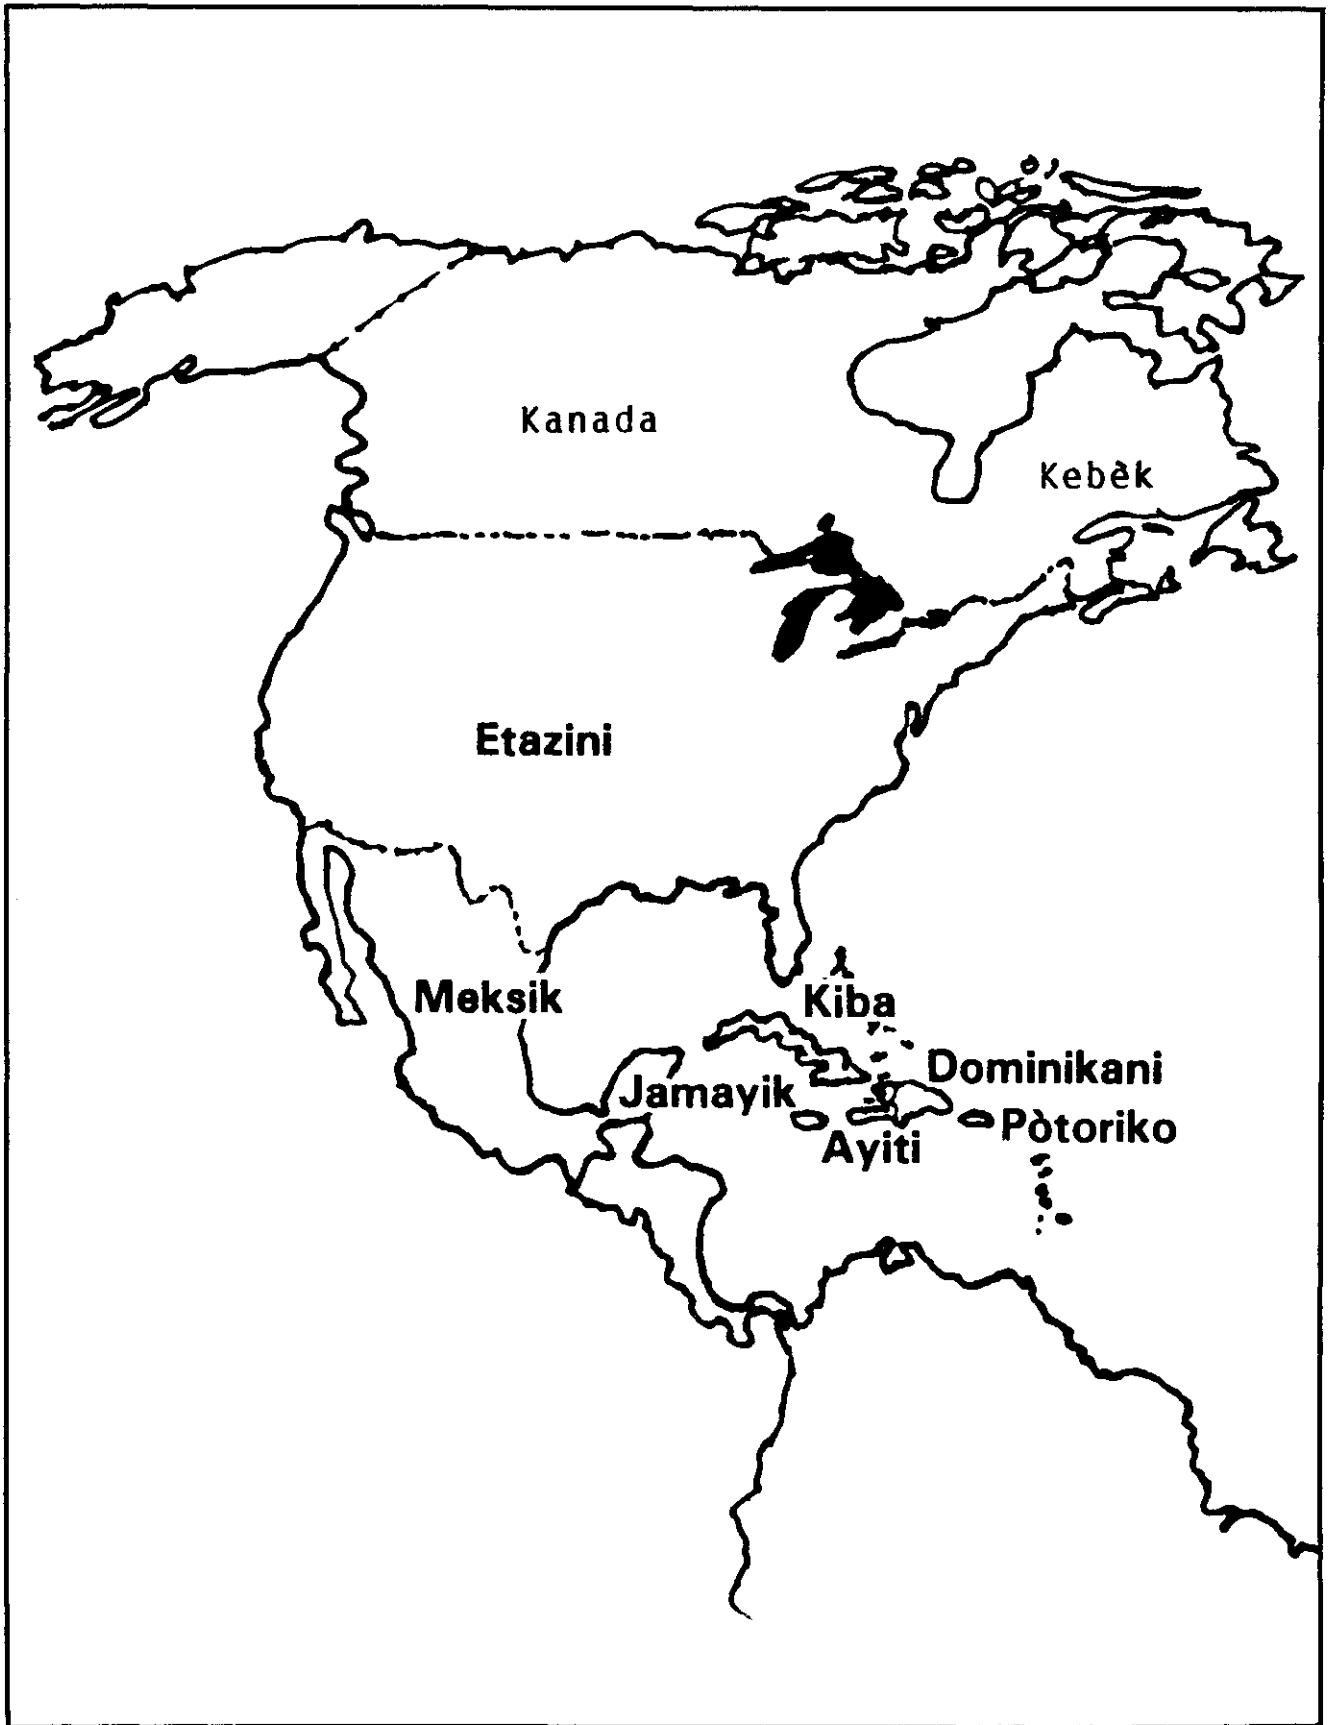 Kanada
Kebèk
Etazini
Meksik
Kiba
Dominikani
Jamayik
Pòtoriko
Ayiti